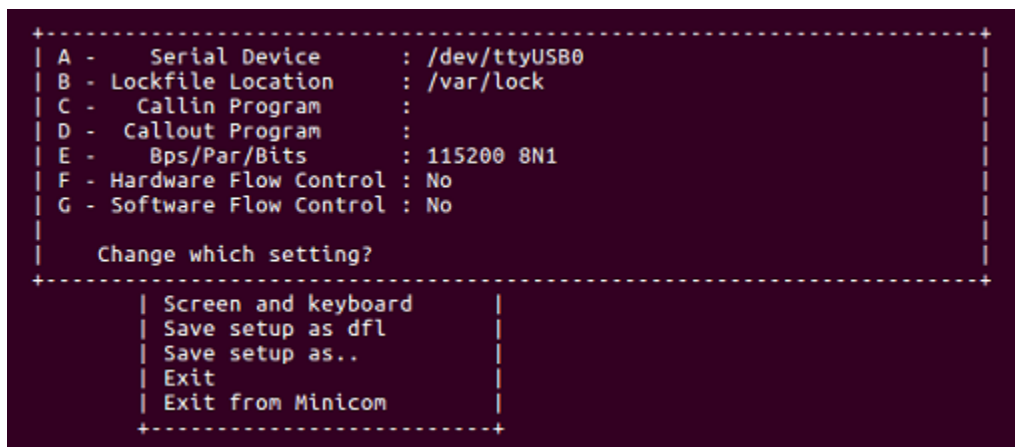 A -    Serial Device      : /dev/ttyUSB0
B - Lockfile Location     : /var/lock
C -   Callin Program      :
D -  Callout Program      :
E -    Bps/Par/Bits       : 115200 8N1
F - Hardware Flow Control : No
G - Software Flow Control : No
Change which setting?
Screen and keyboard
Save setup as dfl
Save setup as..
Exit
Exit from Minicom